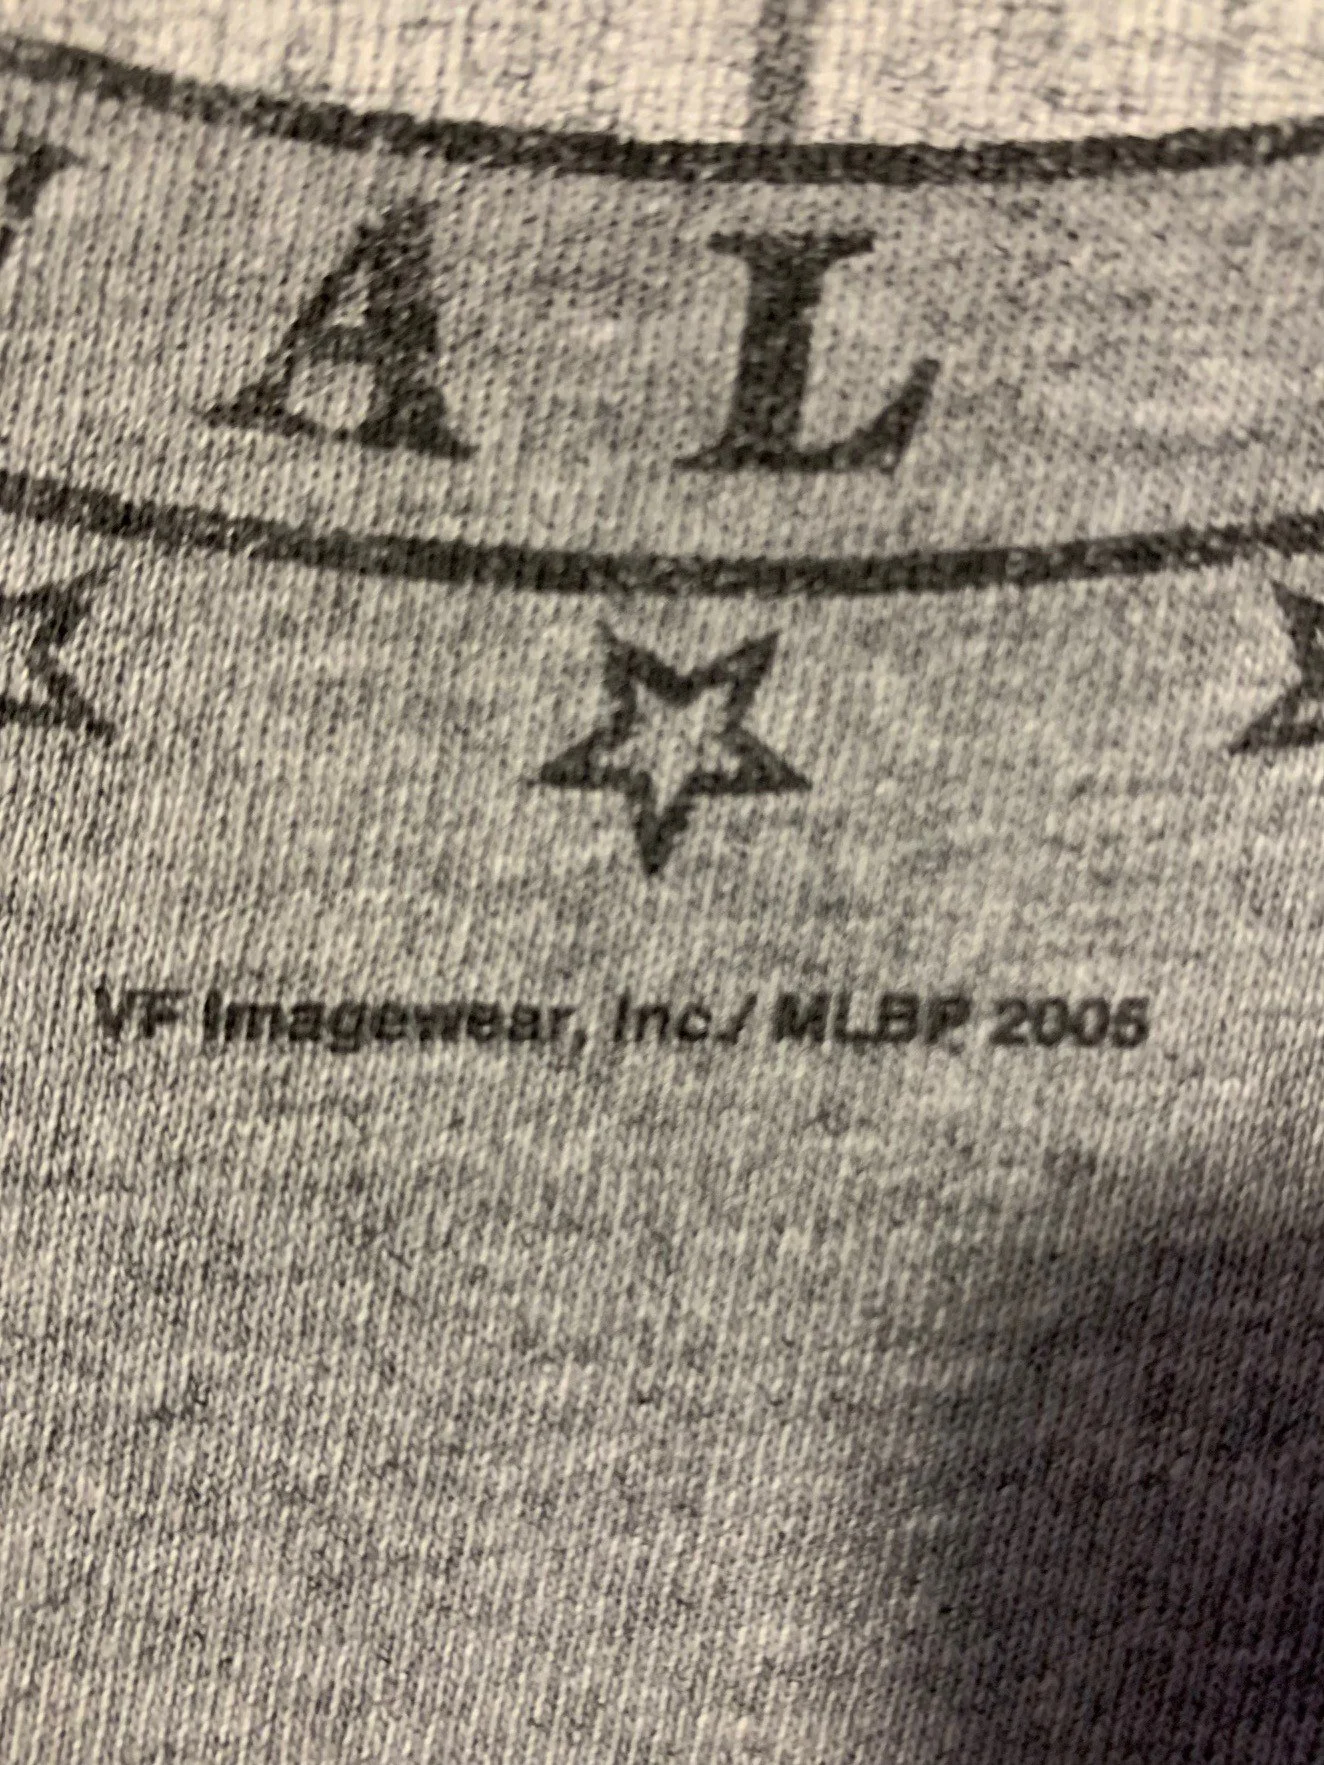 AL
VF Imagewear, Inc./ MLBP, 2005